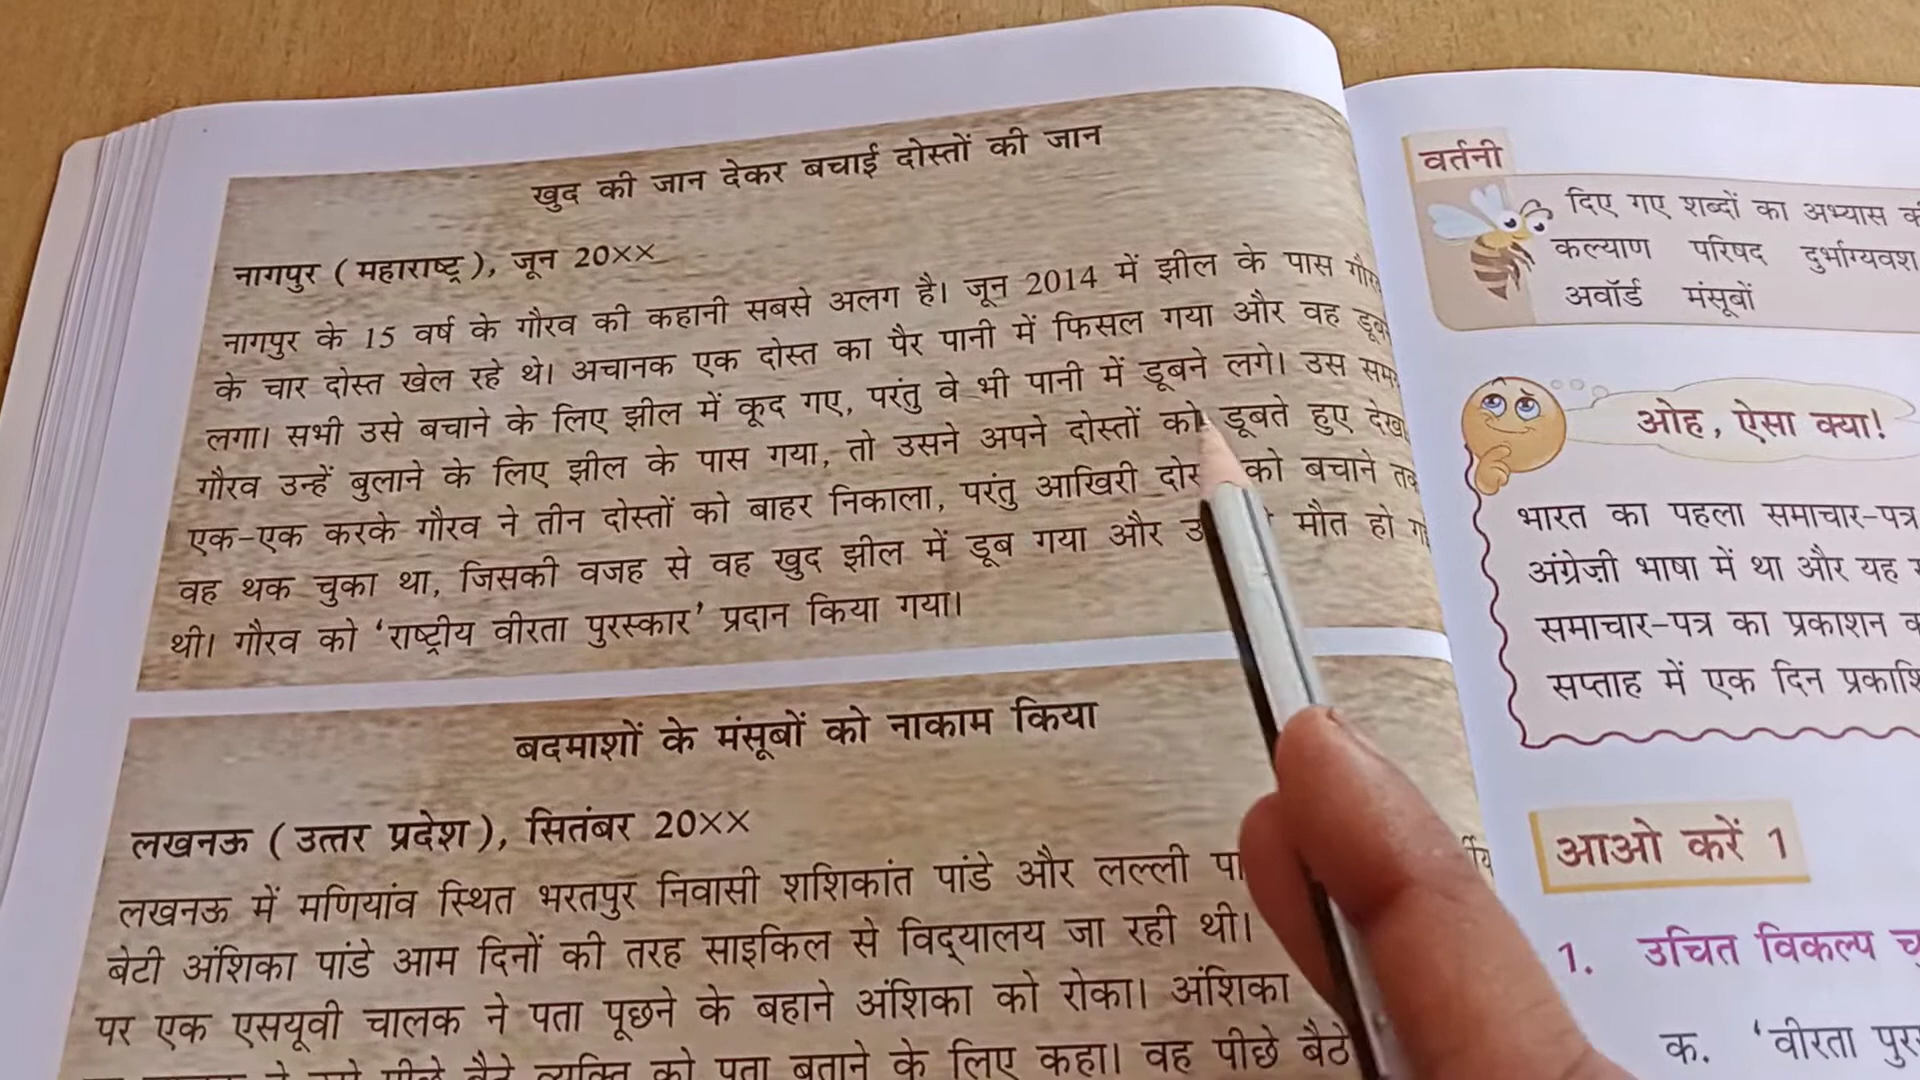 खुद की जान देकर बचाई दोस्तों की जान
नागपुर (महाराष्ट्र), जून 20××
नागपुर के 15 वर्ष के गौरव की कहानी सबसे अलग है। जून 2014 में झील के पास
के चार दोस्त खेल रहे थे। अचानक एक दोस्त का पैर पानी में फिसल गया और वह
लगा। सभी उसे बचाने के लिए झील में कूद गए, परंतु वे भी पानी में डूबने लगे। उस
गौरव उन्हें बुलाने के लिए झील के पास गया, तो उसने अपने दोस्तों को डूबते हुए
एक-एक करके गौरव ने तीन दोस्तों को बाहर निकाला, परंतु आखिरी को बचाने
वह थक चुका था, जिसकी वजह से वह खुद झील में डूब गया और मौत हो
थी। गौरव को ‘राष्ट्रीय वीरता पुरस्कार’ प्रदान किया गया।
बदमाशों के मंसूबों को नाकाम किया
लखनऊ (उत्तर प्रदेश), सितंबर 20××
लखनऊ में मणियांव स्थित भरतपुर निवासी शशिकांत पांडे और लल्ली
बेटी अंशिका पांडे आम दिनों की तरह साइकिल से विद्‌यालय जा रही थी।
पर एक एसयूवी चालक ने पता पूछने के बहाने अंशिका को रोका। अंशिका
व्यक्ति को पता बताने के लिए कहा। वह पीछे बैठे
वर्तनी
दिए गए शब्दों का अभ्यास
कल्याण परिषद दुर्भाग्यवश
अवॉर्ड मंसूबों
ओह, ऐसा क्या!
भारत का पहला समाचार-पत्र
अंग्रेज़ी भाषा में था और यह
समाचार-पत्र का प्रकाशन
सप्ताह में एक दिन
आओ करें 1
1. उचित विकल्प
क. ‘वीरता